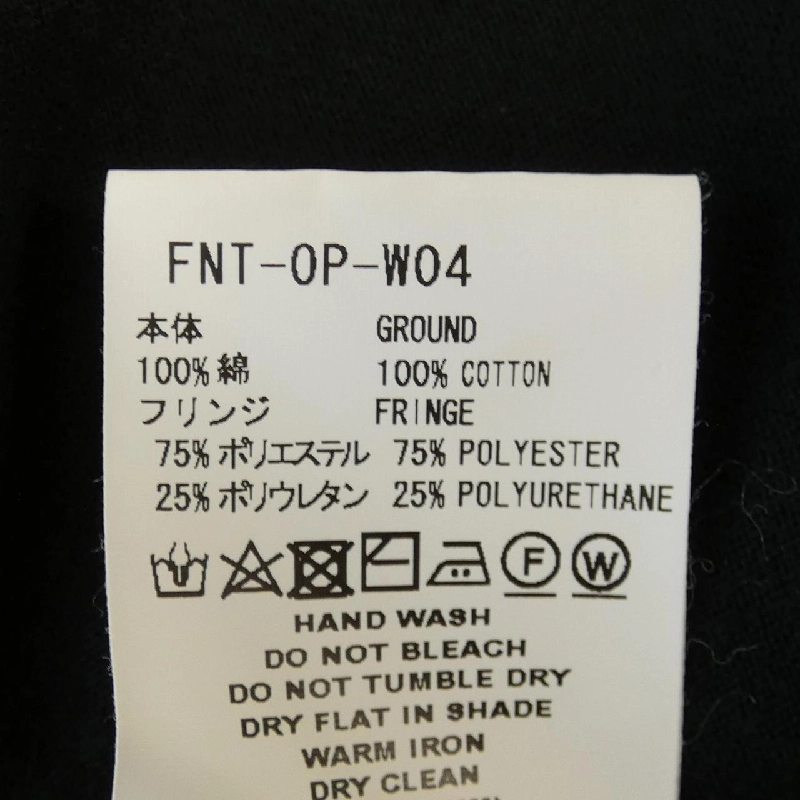 FNT-OP-W04
本体 GROUND
100%綿 100% COTTON
フリンジ FRINGE
75%ポリエステル 75% POLYESTER
25%ポリウレタン 25% POLYURETHANE
F W
HAND WASH
DO NOT BLEACH
DO NOT TUMBLE DRY
DRY FLAT IN SHADE
WARM IRON
DRY CLEAN